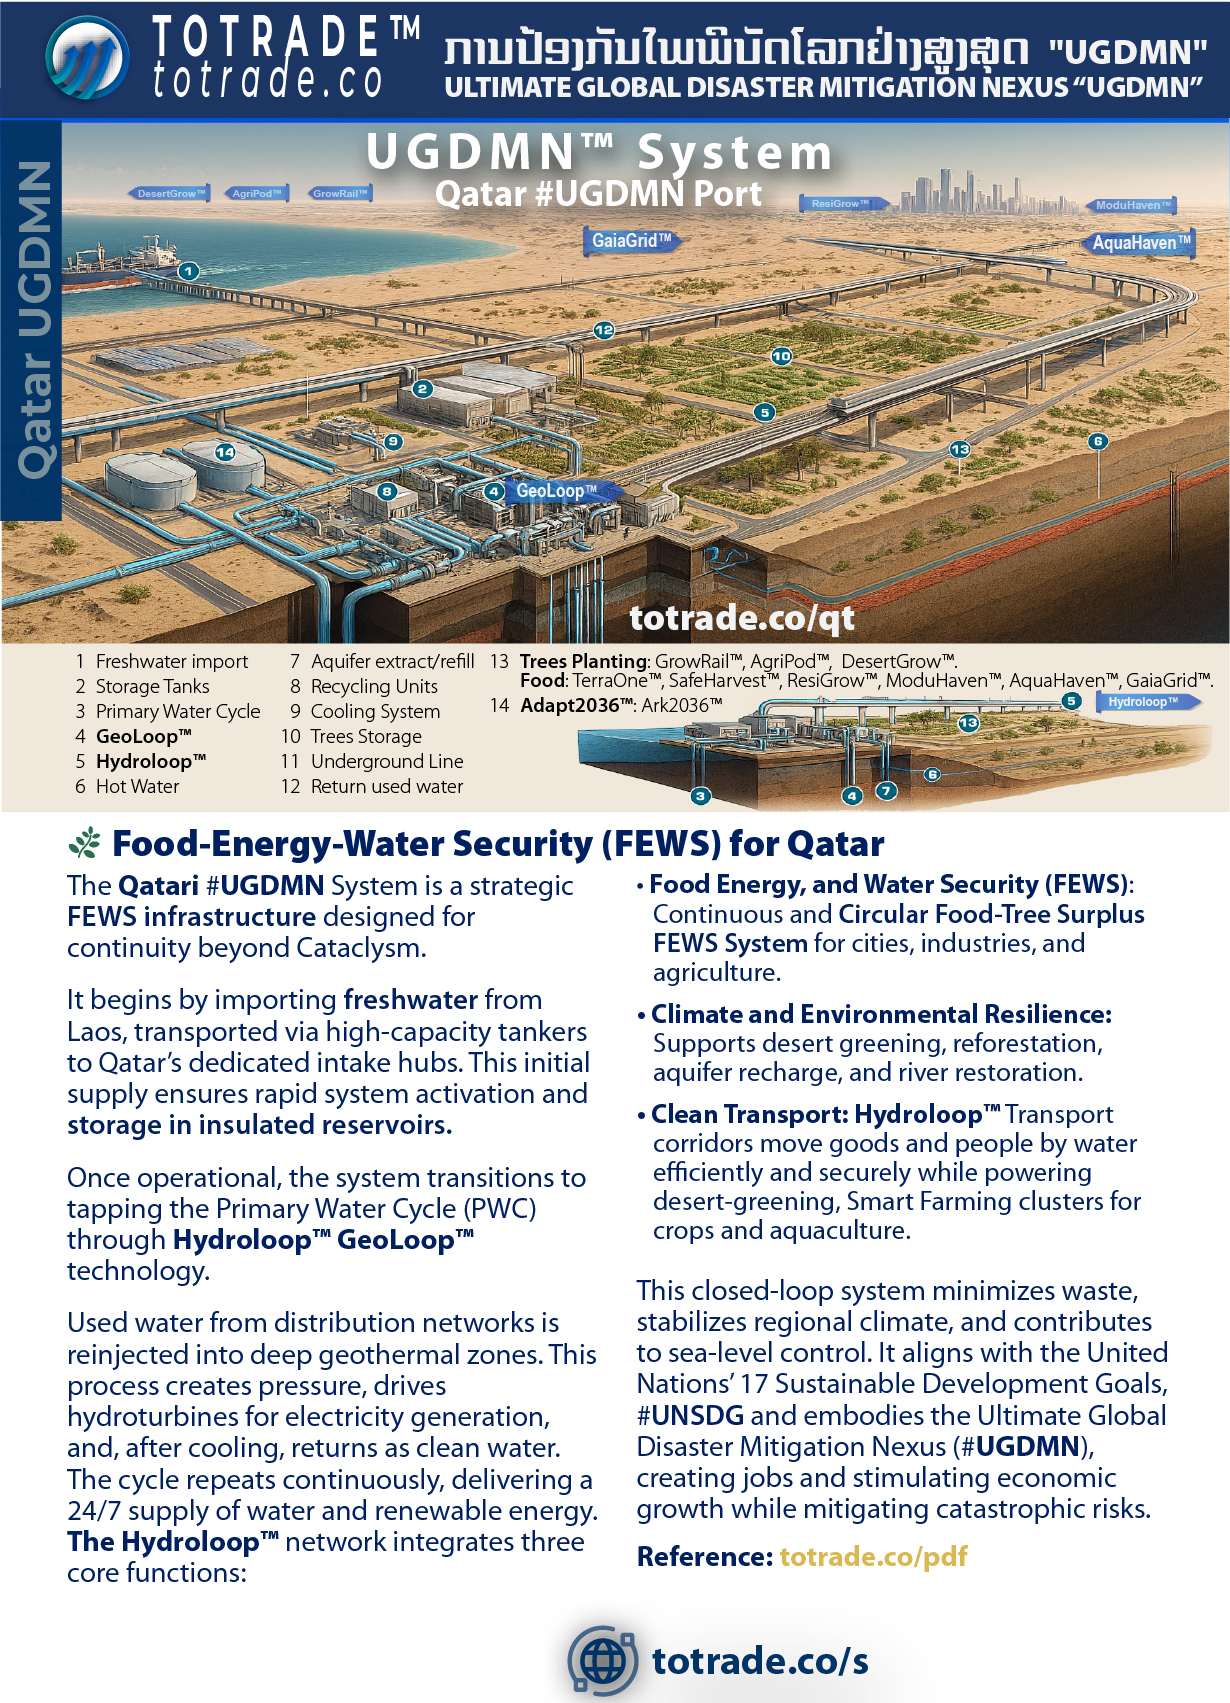 TOTRADE™
totrade.co
ການປ້ອງກັນໄພພິບັດໂລກຢ່າງສູງສຸດ "UGDMN"
ULTIMATE GLOBAL DISASTER MITIGATION NEXUS “UGDMN”
Qatar UGDMN
UGDMN™ System
Qatar #UGDMN Port
DesertGrow™
AgriPod™
GrowRail™
ResiGrow™
ModuHaven™
GaiaGrid™
AquaHaven™
1
12
10
2
5
9
14
13
6
8
4
GeoLoop™
totrade.co/qt
1 Freshwater import
2 Storage Tanks
3 Primary Water Cycle
4 GeoLoop™
5 Hydroloop™
6 Hot Water
7 Aquifer extract/refill
8 Recycling Units
9 Cooling System
10 Trees Storage
11 Underground Line
12 Return used water
13 Trees Planting: GrowRail™, AgriPod™, DesertGrow™.
Food: TerraOne™, SafeHarvest™, ResiGrow™, ModuHaven™, AquaHaven™, GaiaGrid™.
14 Adapt2036™: Ark2036™
5
Hydroloop™
13
6
3
4
7
Food-Energy-Water Security (FEWS) for Qatar
The Qatari #UGDMN System is a strategic
FEWS infrastructure designed for
continuity beyond Cataclysm.
It begins by importing freshwater from
Laos, transported via high-capacity tankers
to Qatar’s dedicated intake hubs. This initial
supply ensures rapid system activation and
storage in insulated reservoirs.
Once operational, the system transitions to
tapping the Primary Water Cycle (PWC)
through Hydroloop™ GeoLoop™
technology.
Used water from distribution networks is
reinjected into deep geothermal zones. This
process creates pressure, drives
hydroturbines for electricity generation,
and, after cooling, returns as clean water.
The cycle repeats continuously, delivering a
24/7 supply of water and renewable energy.
The Hydroloop™ network integrates three
core functions:
• Food Energy, and Water Security (FEWS):
Continuous and Circular Food-Tree Surplus
FEWS System for cities, industries, and
agriculture.
• Climate and Environmental Resilience:
Supports desert greening, reforestation,
aquifer recharge, and river restoration.
• Clean Transport: Hydroloop™ Transport
corridors move goods and people by water
efficiently and securely while powering
desert-greening, Smart Farming clusters for
crops and aquaculture.
This closed-loop system minimizes waste,
stabilizes regional climate, and contributes
to sea-level control. It aligns with the United
Nations’ 17 Sustainable Development Goals,
#UNSDG and embodies the Ultimate Global
Disaster Mitigation Nexus (#UGDMN),
creating jobs and stimulating economic
growth while mitigating catastrophic risks.
Reference: totrade.co/pdf
totrade.co/s